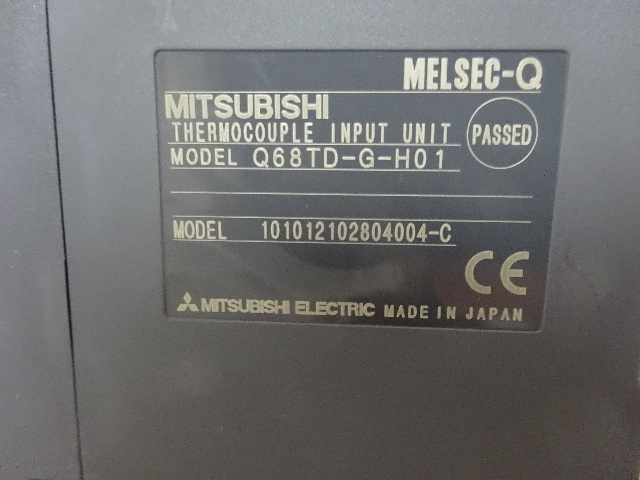 MELSEC-Q
MITSUBISHI
THERMOCOUPLE INPUT UNIT
PASSED
MODEL Q68TD-G-H01
MODEL 101012102804004-C
CE
MITSUBISHI ELECTRIC MADE IN JAPAN